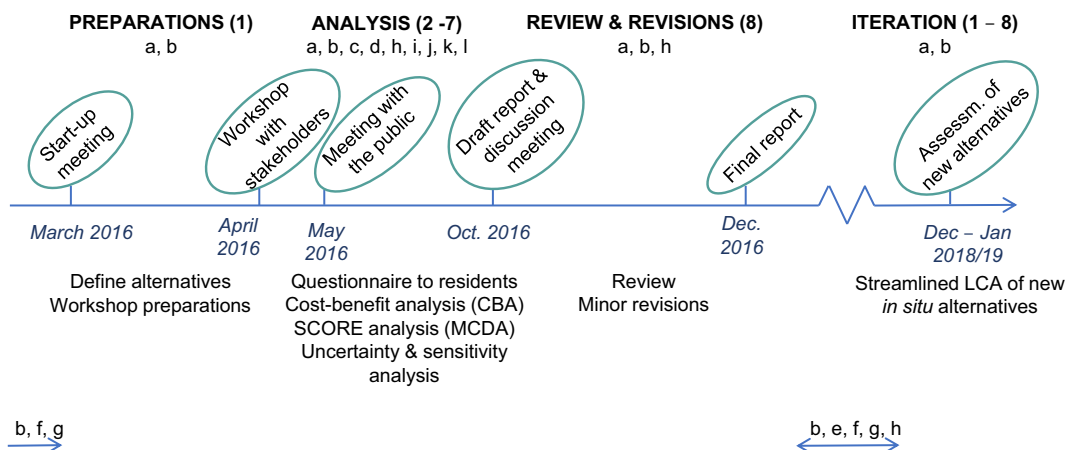 PREPARATIONS (1)
a, b
ANALYSIS (2 -7)
a, b, c, d, h, i, j, k, l
REVIEW & REVISIONS (8)
a, b, h
ITERATION (1 – 8)
a, b
Start-up
meeting
Workshop
with
stakeholders
Meeting with
the public
Draft report &
discussion
meeting
Final report
Assessm. of
new alternatives
March 2016
April
2016
May
2016
Oct. 2016
Dec.
2016
Dec – Jan
2018/19
Define alternatives
Workshop preparations
Questionnaire to residents
Cost-benefit analysis (CBA)
SCORE analysis (MCDA)
Uncertainty & sensitivity
analysis
Review
Minor revisions
Streamlined LCA of new
in situ alternatives
b, f, g
b, e, f, g, h